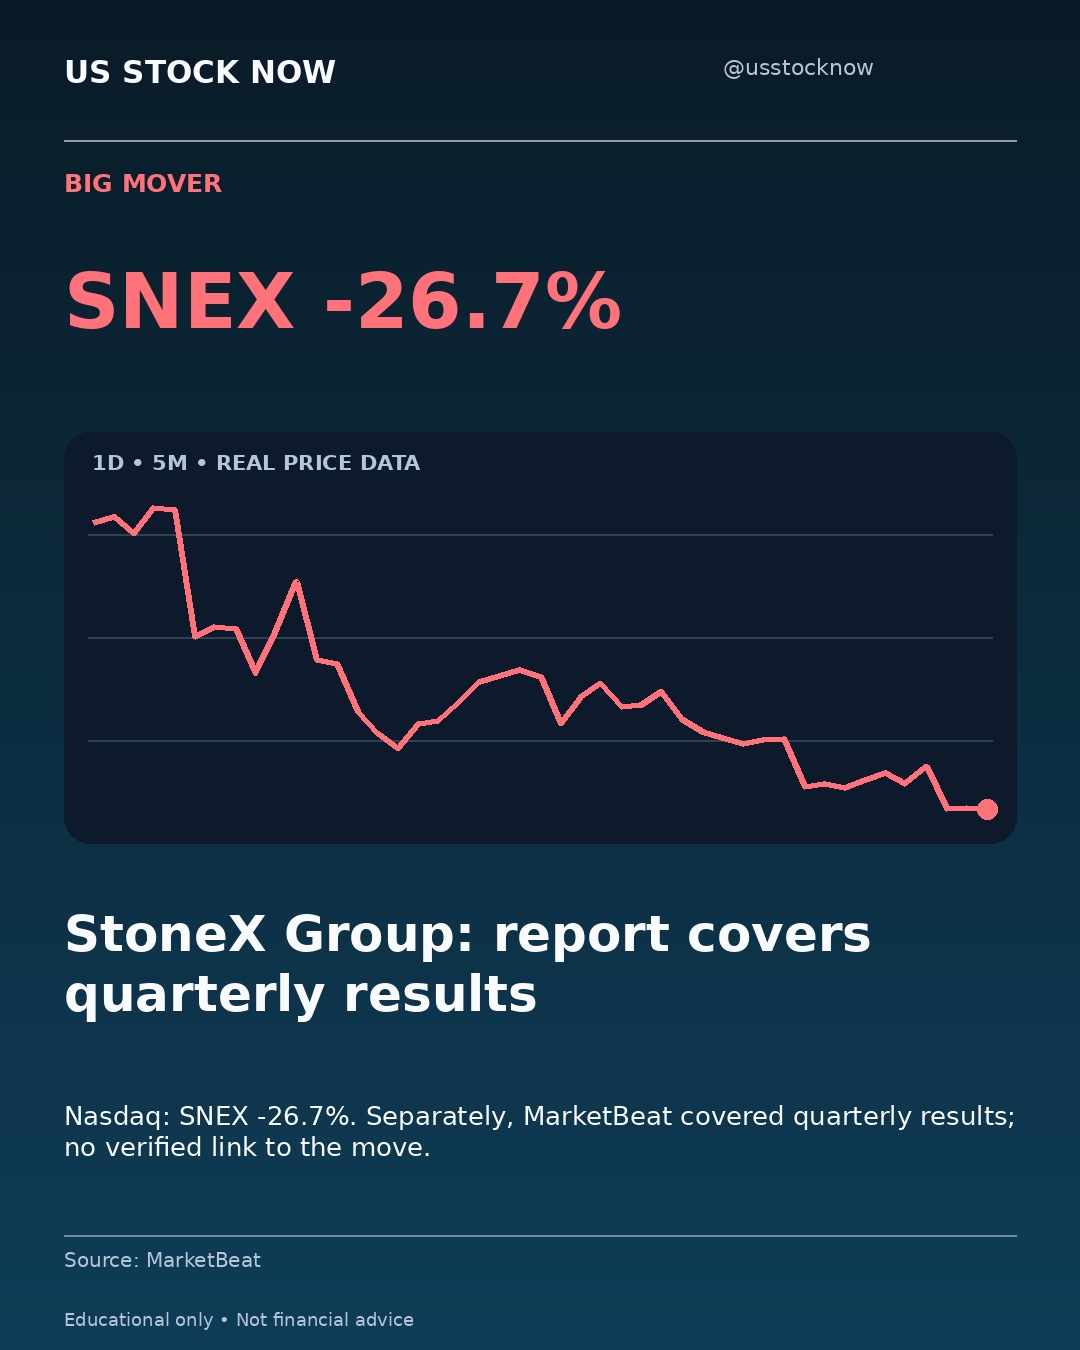 US STOCK NOW
@usstocknow
BIG MOVER
SNEX -26.7%
1D • 5M • REAL PRICE DATA
StoneX Group: report covers
quarterly results
Nasdaq: SNEX -26.7%. Separately, MarketBeat covered quarterly results;
no verified link to the move.
Source: MarketBeat
Educational only • Not financial advice